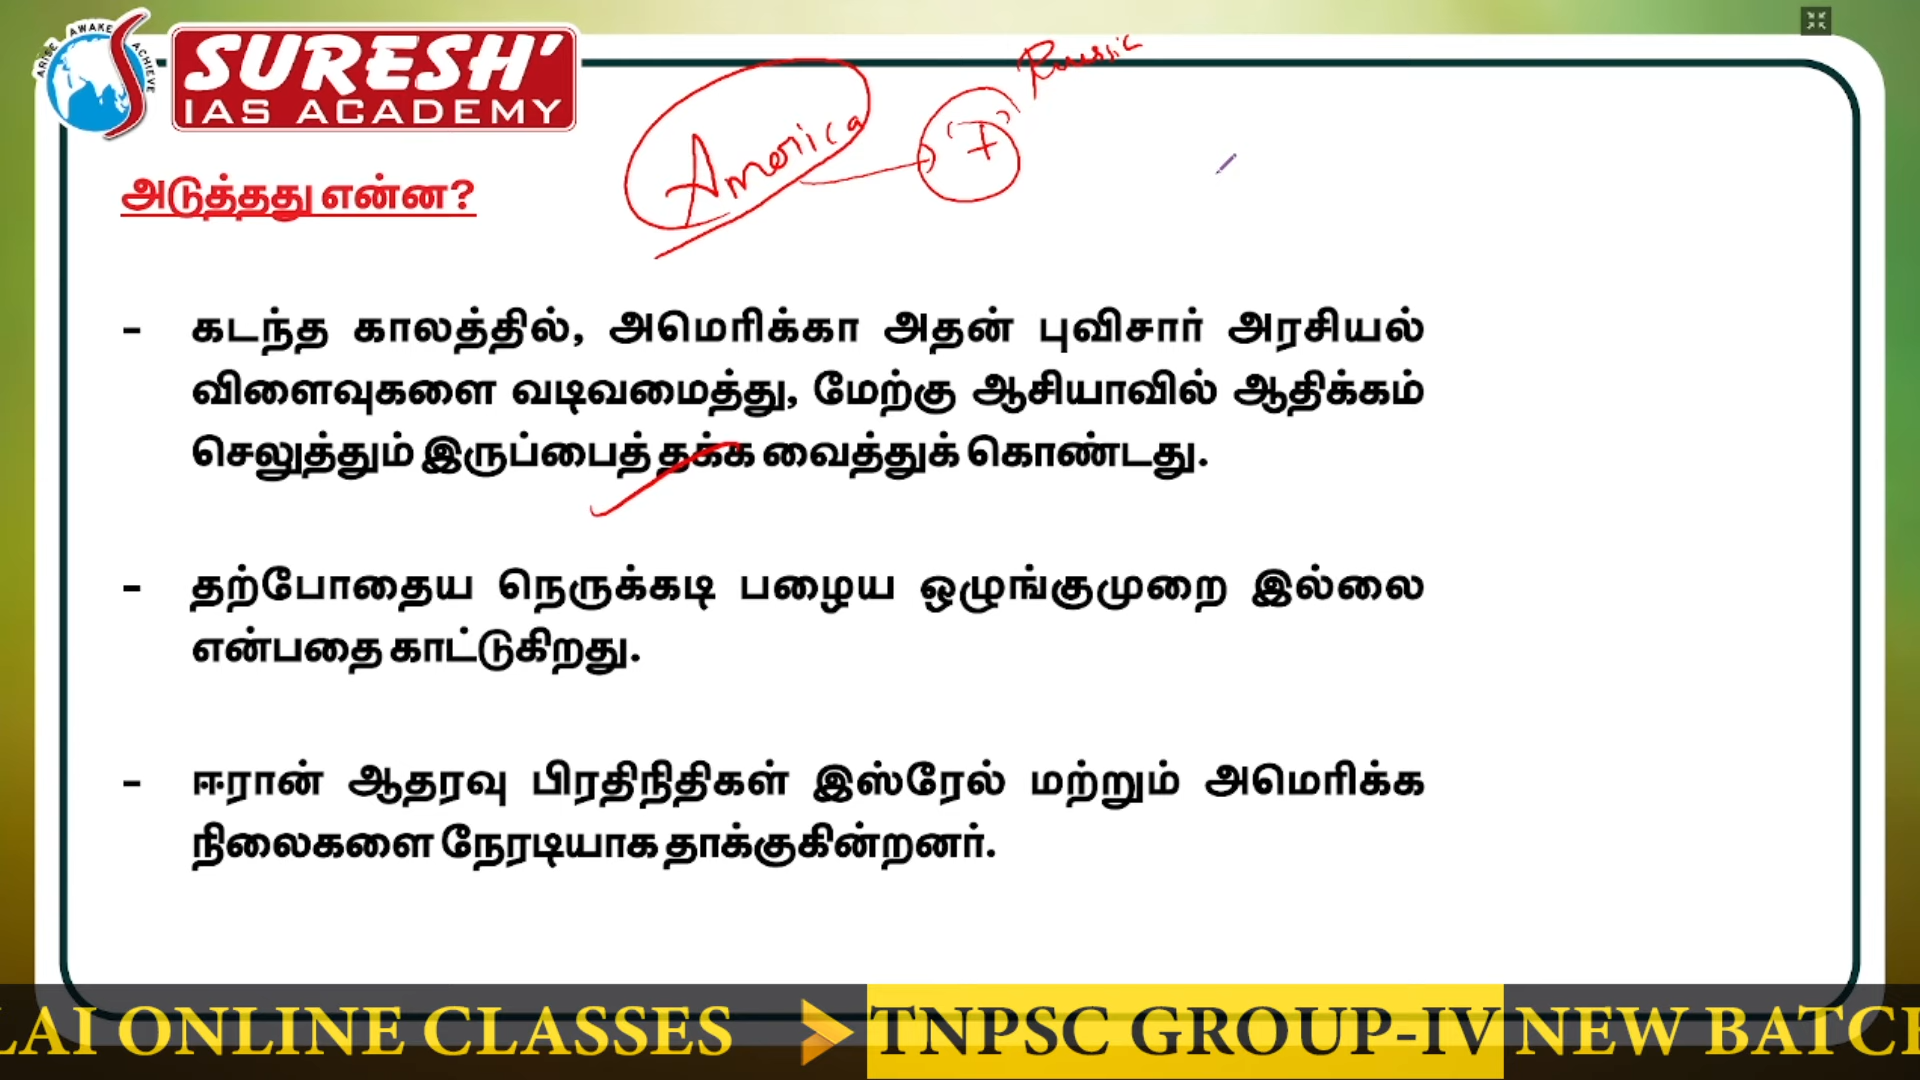 ARISE AWAKE ACHIEVE
SURESH'
IAS ACADEMY
America
Russia
அடுத்தது என்ன?
- கடந்த காலத்தில், அமெரிக்கா அதன் புவிசார் அரசியல்
விளைவுகளை வடிவமைத்து, மேற்கு ஆசியாவில் ஆதிக்கம்
செலுத்தும் இருப்பைத் தக்க வைத்துக் கொண்டது.
- தற்போதைய நெருக்கடி பழைய ஒழுங்குமுறை இல்லை
என்பதை காட்டுகிறது.
- ஈரான் ஆதரவு பிரதிநிதிகள் இஸ்ரேல் மற்றும் அமெரிக்க
நிலைகளை நேரடியாக தாக்குகின்றனர்.
LAI ONLINE CLASSES TNPSC GROUP-IV NEW BATC